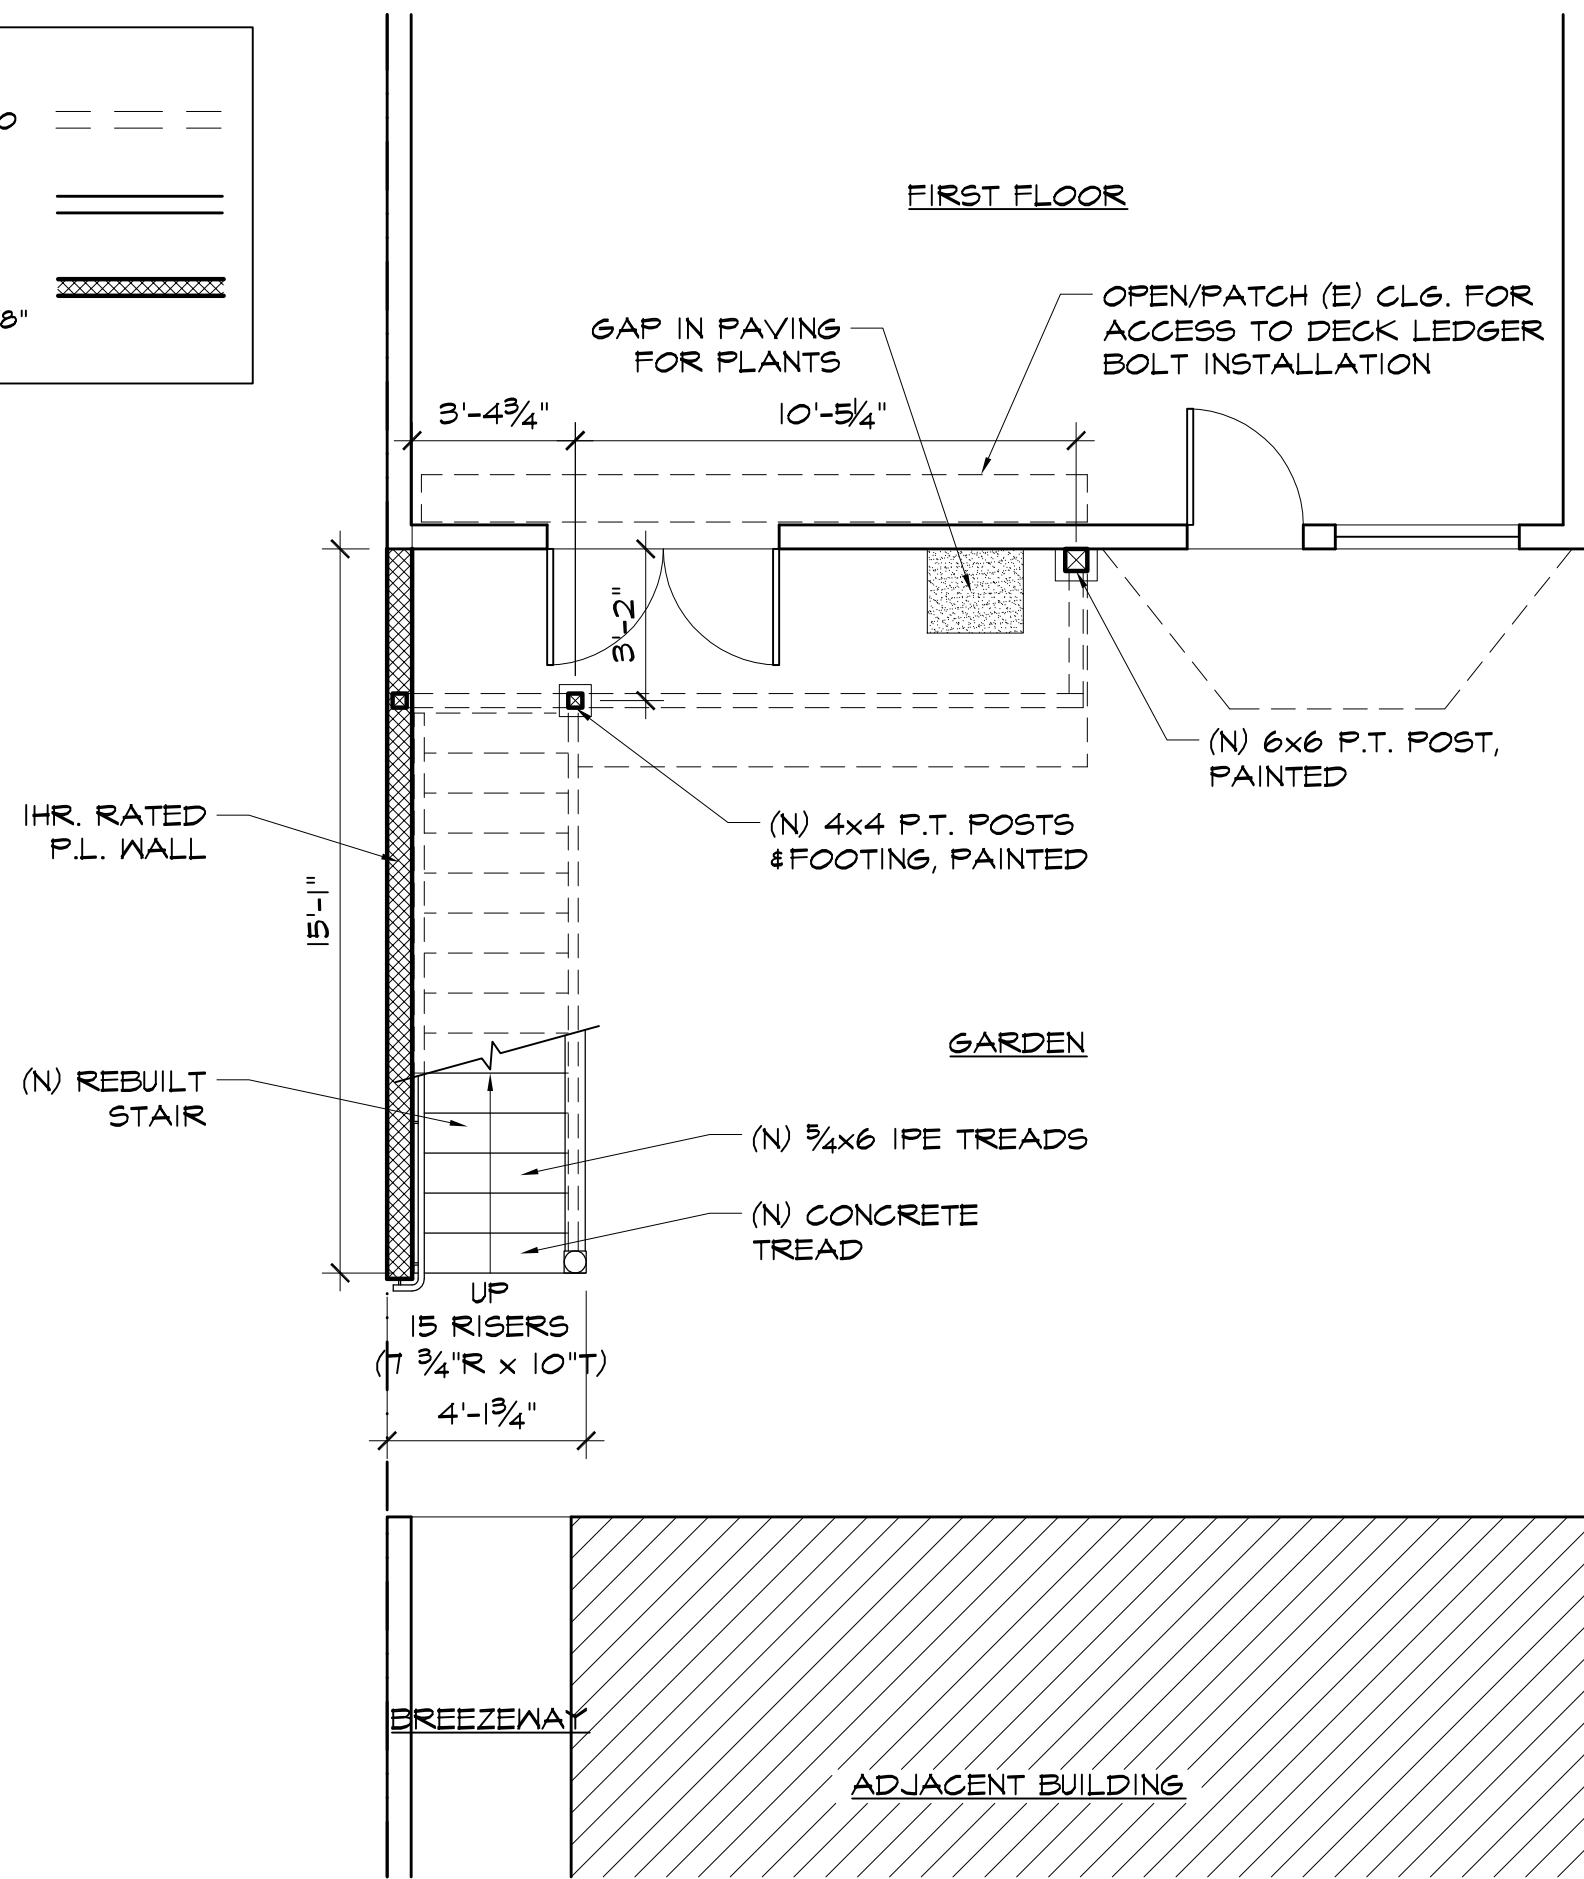 O
8"
FIRST FLOOR
OPEN/PATCH (E) CLG. FOR
ACCESS TO DECK LEDGER
BOLT INSTALLATION
GAP IN PAVING
FOR PLANTS
3'-4¾"
10'-5¼"
3'-2"
(N) 6x6 P.T. POST,
PAINTED
1HR. RATED
P.L. WALL
(N) 4x4 P.T. POSTS
& FOOTING, PAINTED
15'-1"
GARDEN
(N) REBUILT
STAIR
(N) 5/4x6 IPE TREADS
(N) CONCRETE
TREAD
UP
15 RISERS
(7 ¾"R x 10"T)
4'-1¾"
BREEZEWAY
ADJACENT BUILDING